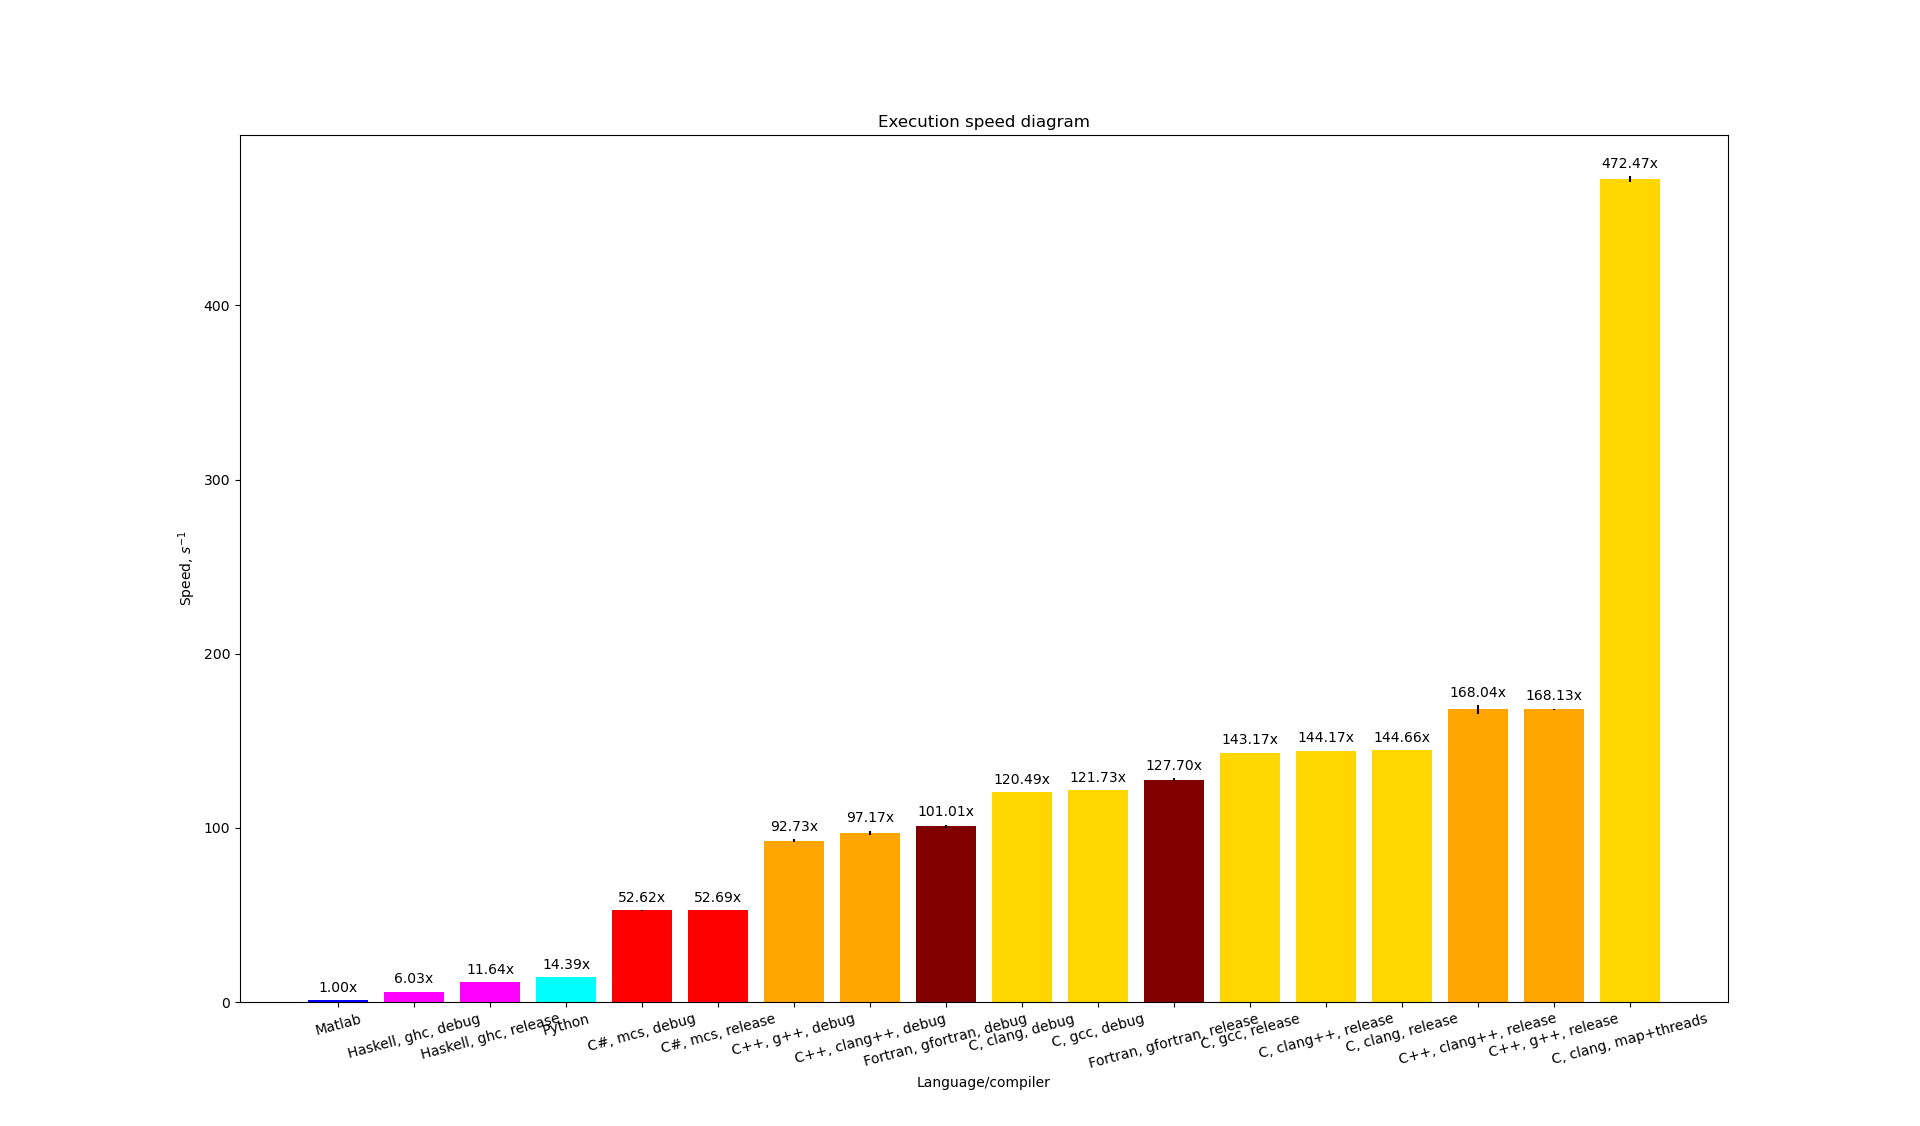 Execution speed diagram
472.47x
400
300
Speed, s⁻¹
200
168.04x
168.13x
143.17x
144.17x
144.66x
127.70x
120.49x
121.73x
101.01x
97.17x
92.73x
100
52.62x
52.69x
14.39x
11.64x
6.03x
1.00x
0
Matlab
Haskell, ghc, debug
Haskell, ghc, release
Python
C#, mcs, debug
C#, mcs, release
C++, g++, debug
C++, clang++, debug
Fortran, gfortran, debug
C, clang, debug
C, gcc, debug
Fortran, gfortran, release
C, gcc, release
C, clang++, release
C, clang, release
C++, clang++, release
C++, g++, release
C, clang, map+threads
Language/compiler